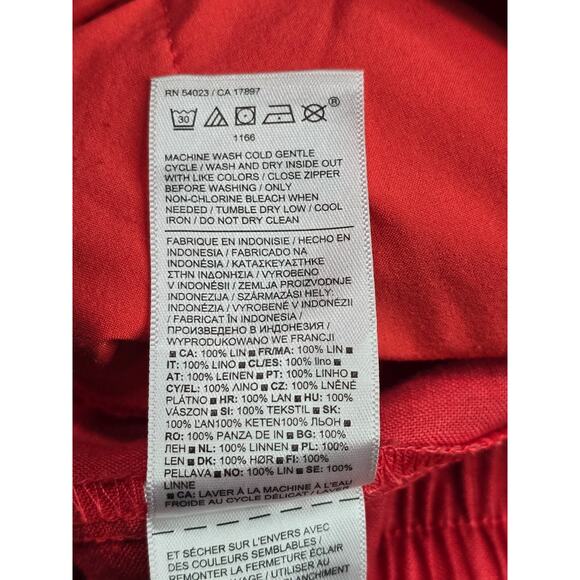 RN 54023 / CA 17897
30
®
1166
MACHINE WASH COLD GENTLE
CYCLE / WASH AND DRY INSIDE OUT
WITH LIKE COLORS / CLOSE ZIPPER
BEFORE WASHING / ONLY
NON-CHLORINE BLEACH WHEN
NEEDED / TUMBLE DRY LOW / COOL
IRON / DO NOT DRY CLEAN
FABRIQUE EN INDONISIE / HECHO EN
INDONESIA / FABRICADO NA
INDONÉSIA / ΚΑΤΑΣΚΕΥΑΣΤΗΚΕ
ΣΤΗΝ ΙΝΔΟΝΗΣΙΑ / VYROBENO
V INDONÉSII / ZEMLJA PROIZVODNJE
INDONEZIJA / SZÁRMAZÁSI HELY:
INDONÉZIA / VYROBENÉ V INDONÉZII
/ FABRICAT ÎN INDONESIA /
ПРОИЗВЕДЕНО В ИНДОНЕЗИЯ /
WYPRODUKOWANO WE FRANCJI
■ CA: 100% LIN ■ FR/MA: 100% LIN ■
IT: 100% LINO ■ CL/ES: 100% lino ■
AT: 100% LEINEN ■ PT: 100% LINHO ■
CY/EL: 100% ΛΙΝΟ ■ CZ: 100% LNĚNÉ
PLÁTNO ■ HR: 100% LAN ■ HU: 100%
VÁSZON ■ SI: 100% TEKSTIL ■ SK:
100% ĽAN100% KETEN100% ЛЬОН ■
RO: 100% PANZA DE IN ■ BG: 100%
ЛЕН ■ NL: 100% LINNEN ■ PL: 100%
LEN ■ DK: 100% HØR ■ FI: 100%
PELLAVA ■ NO: 100% LIN ■ SE: 100%
LINNE
■ CA: LAVER À LA MACHINE À L'EAU
FROIDE AU CYCLE DÉLICAT / LAVER
ET SÉCHER SUR L'ENVERS AVEC
DES COULEURS SEMBLABLES /
REMONTER LA FERMETURE ÉCLAIR